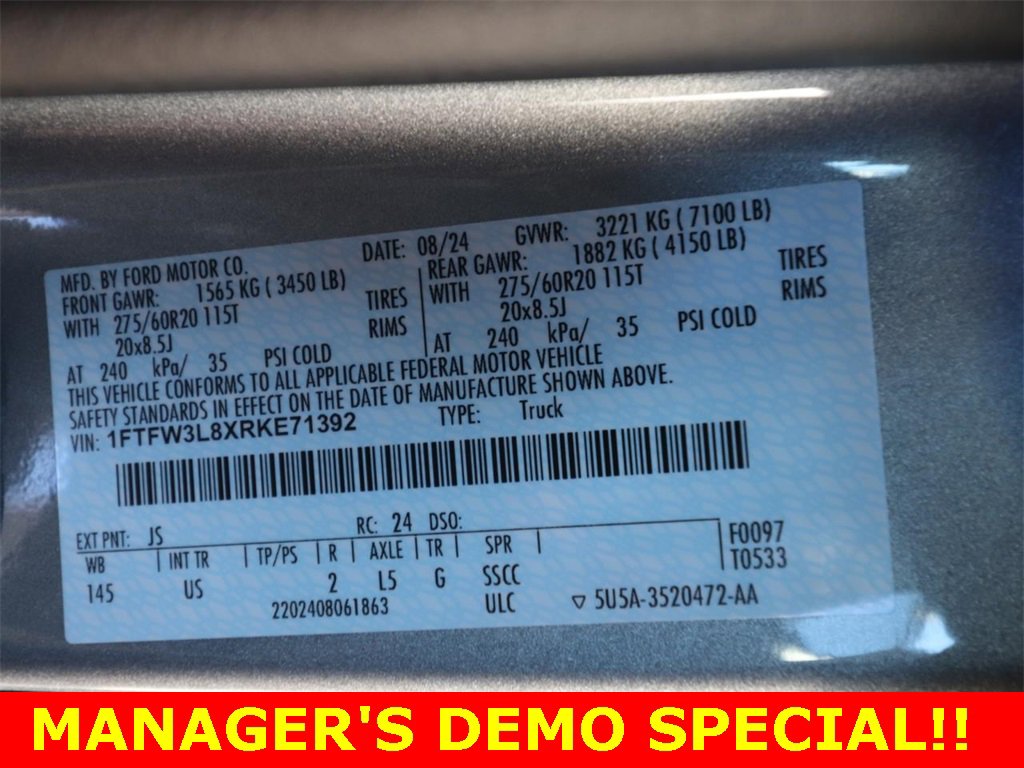 MFD. BY FORD MOTOR CO. DATE: 08/24 GVWR: 3221 KG ( 7100 LB)
FRONT GAWR: 1565 KG ( 3450 LB) REAR GAWR: 1882 KG ( 4150 LB)
WITH 275/60R20 115T TIRES WITH 275/60R20 115T TIRES
20x8.5J RIMS 20x8.5J RIMS
AT 240 kPa/ 35 PSI COLD AT 240 kPa/ 35 PSI COLD
THIS VEHICLE CONFORMS TO ALL APPLICABLE FEDERAL MOTOR VEHICLE
SAFETY STANDARDS IN EFFECT ON THE DATE OF MANUFACTURE SHOWN ABOVE.
VIN: 1FTFW3L8XRKE71392 TYPE: Truck
EXT PNT: JS RC: 24 DSO: F0097
WB INT TR TP/PS R AXLE TR SPR T0533
145 US 2 L5 G SSCC
2202408061863 ULC ▽ 5U5A-3520472-AA
MANAGER'S DEMO SPECIAL!!